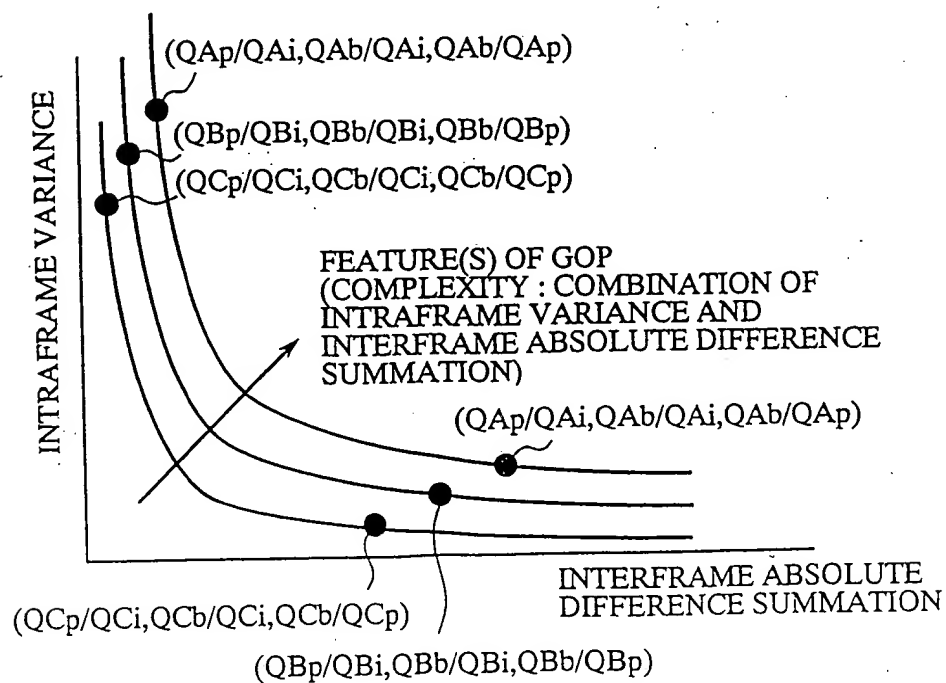 (QAp/QAi,QAb/QAi,QAb/QAp)
(QBp/QBi,QBb/QBi,QBb/QBp)
(QCp/QCi,QCb/QCi,QCb/QCp)
INTRAFRAME VARIANCE
FEATURE(S) OF GOP
(COMPLEXITY : COMBINATION OF
INTRAFRAME VARIANCE AND
INTERFRAME ABSOLUTE DIFFERENCE
SUMMATION)
(QAp/QAi,QAb/QAi,QAb/QAp)
INTERFRAME ABSOLUTE
DIFFERENCE SUMMATION
(QCp/QCi,QCb/QCi,QCb/QCp)
(QBp/QBi,QBb/QBi,QBb/QBp)